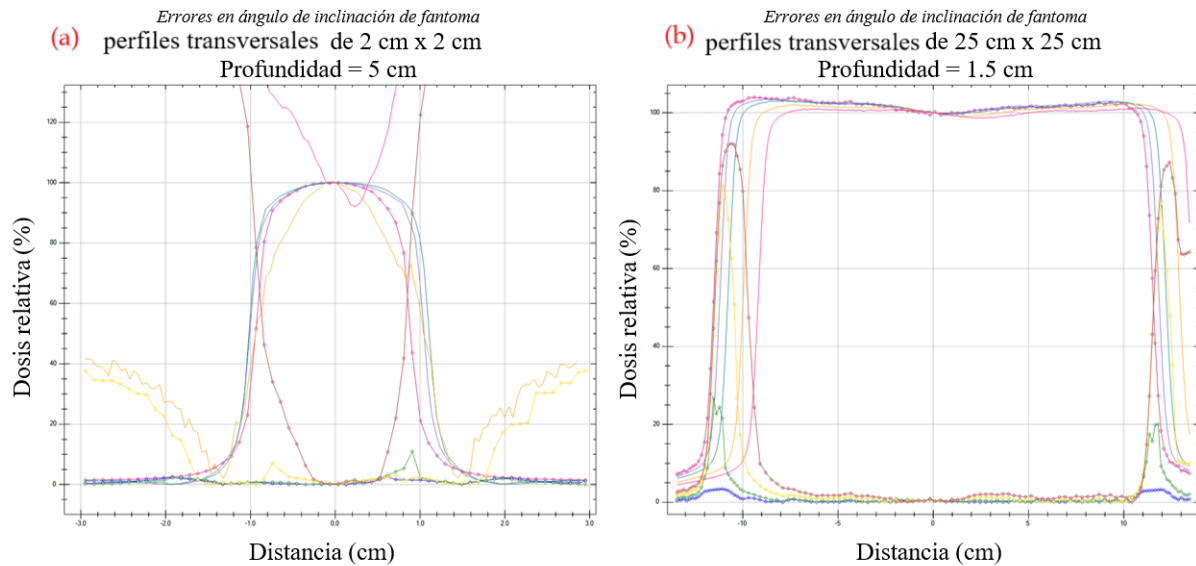 Errores en ángulo de inclinación de fantoma
(a) perfiles transversales de 2 cm x 2 cm
Profundidad = 5 cm
120
100
80
60
40
20
0
Dosis relativa (%)
-3.0 -2.0 -1.0 0.0 1.0 2.0 3.0
Distancia (cm)
Errores en ángulo de inclinación de fantoma
(b) perfiles transversales de 25 cm x 25 cm
Profundidad = 1.5 cm
100
80
60
40
20
0
Dosis relativa (%)
-10 -5 0 5 10
Distancia (cm)